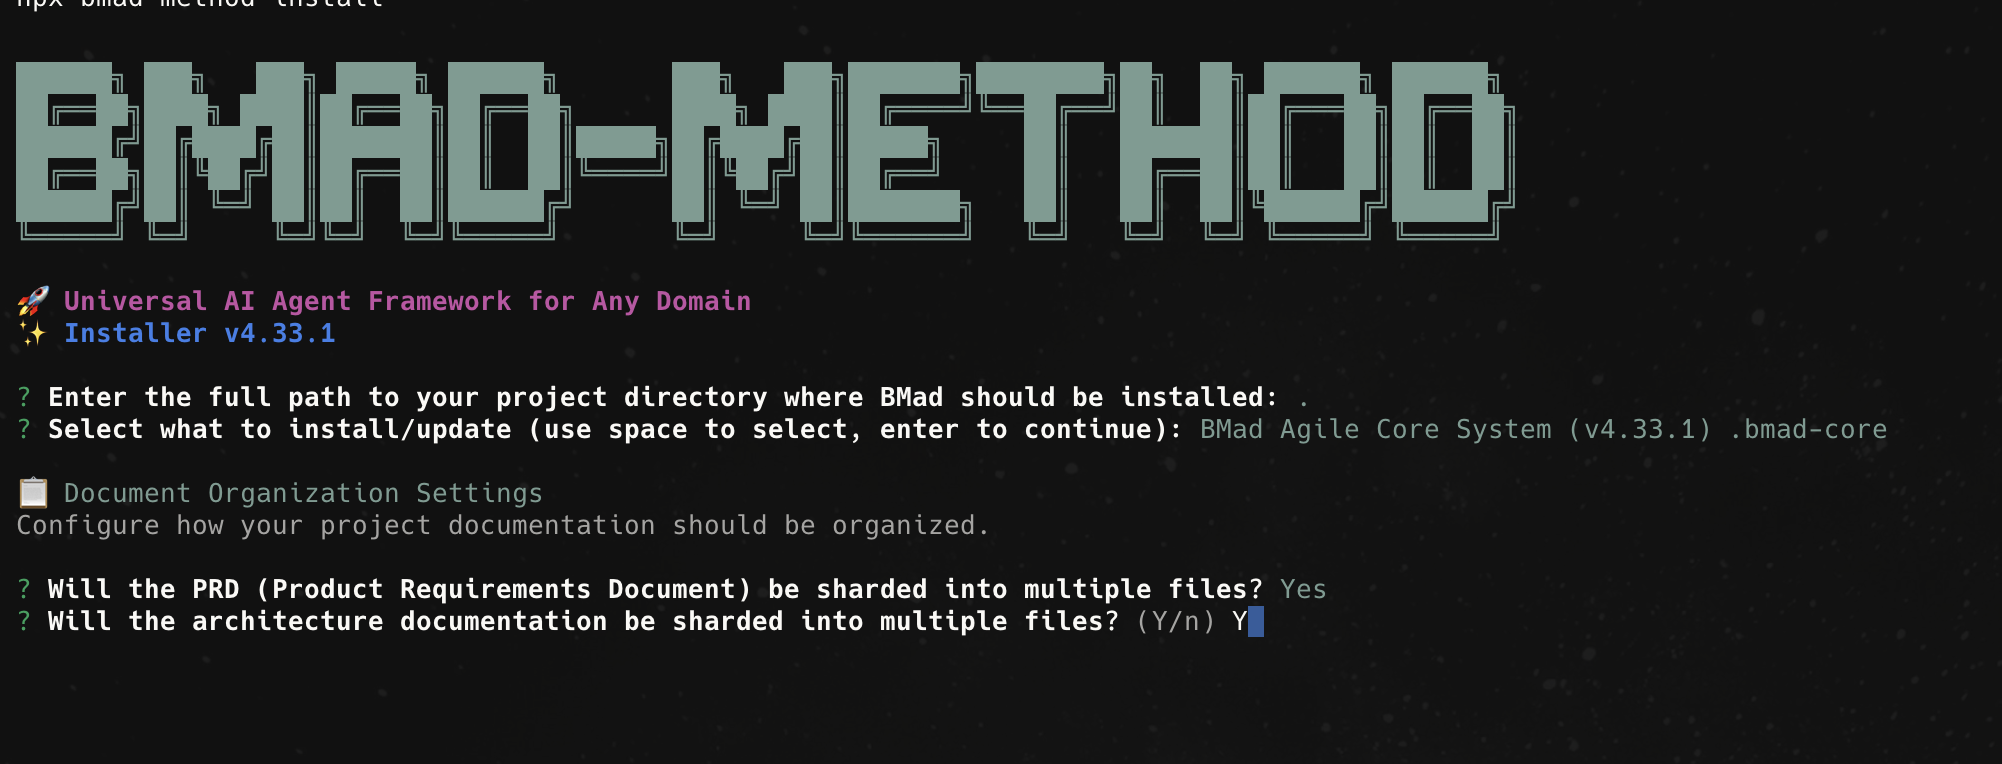 npx bmad-method install
BMAD-METHOD
🚀 Universal AI Agent Framework for Any Domain
✨ Installer v4.33.1
? Enter the full path to your project directory where BMad should be installed: .
? Select what to install/update (use space to select, enter to continue): BMad Agile Core System (v4.33.1) .bmad-core
📋 Document Organization Settings
Configure how your project documentation should be organized.
? Will the PRD (Product Requirements Document) be sharded into multiple files? Yes
? Will the architecture documentation be sharded into multiple files? (Y/n) Y